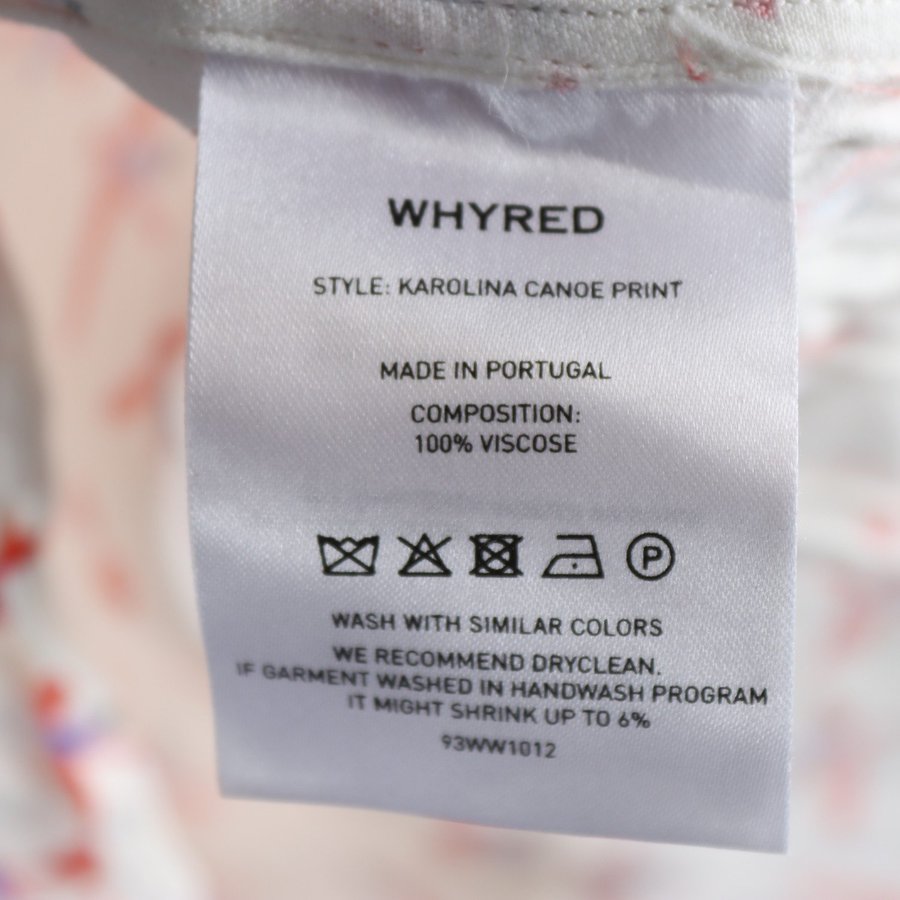 WHYRED
STYLE: KAROLINA CANOE PRINT
MADE IN PORTUGAL
COMPOSITION:
100% VISCOSE
P
WASH WITH SIMILAR COLORS
WE RECOMMEND DRYCLEAN.
IF GARMENT WASHED IN HANDWASH PROGRAM
IT MIGHT SHRINK UP TO 6%
93WW1012